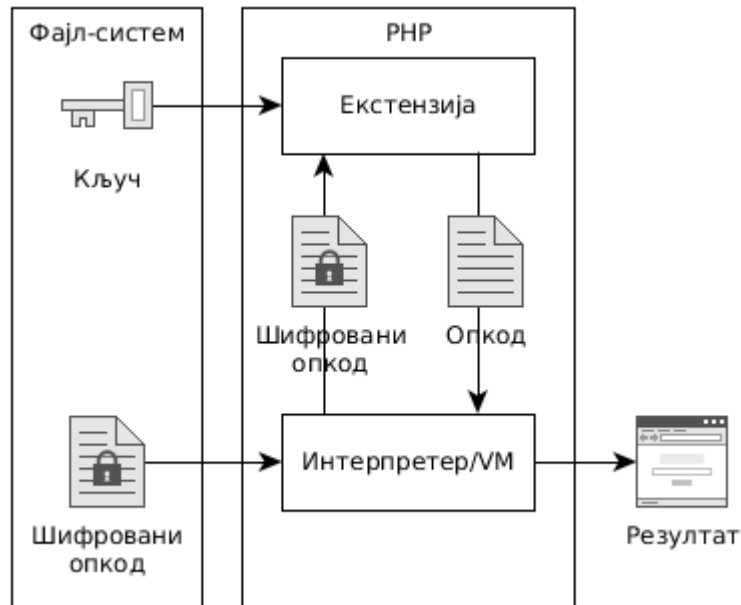 Фајл-систем
PHP
Екстензија
Кључ
Шифровани
опкод
Опкод
Интерпретер/VM
Шифровани
опкод
Резултат